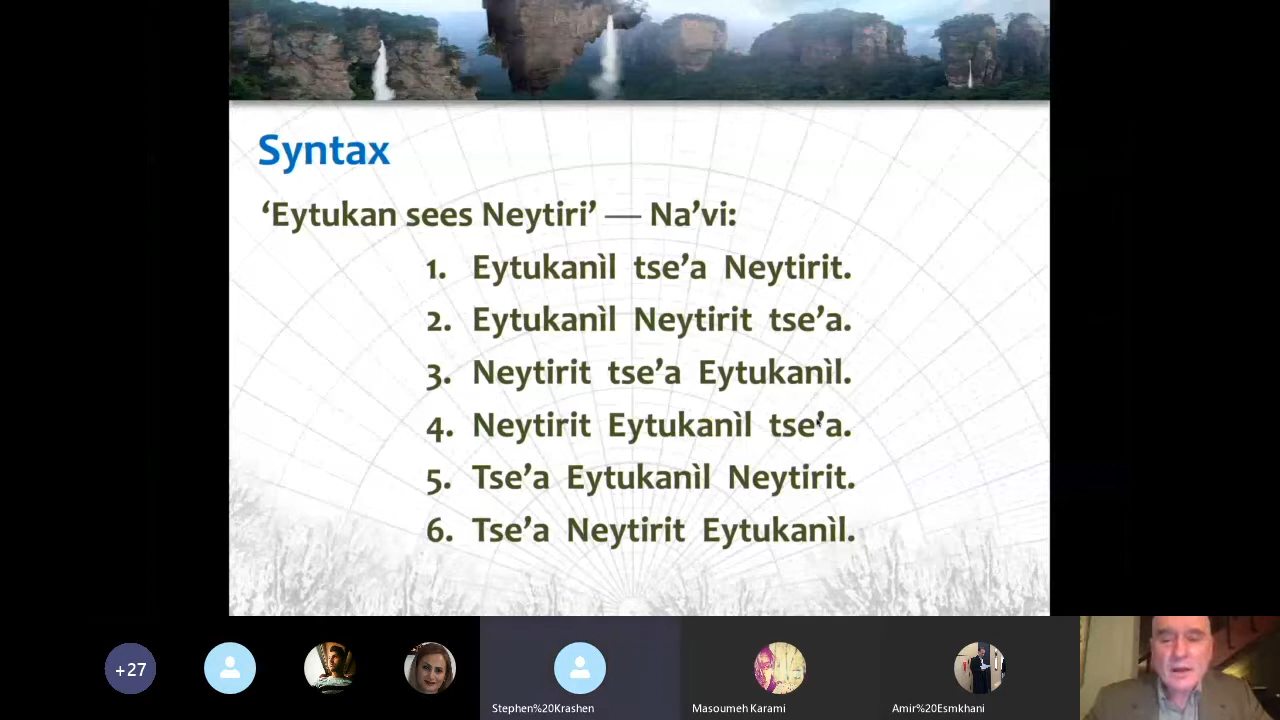 Syntax
‘Eytukan sees Neytiri’ — Na’vi:
1. Eytukanìl tse’a Neytirit.
2. Eytukanìl Neytirit tse’a.
3. Neytirit tse’a Eytukanìl.
4. Neytirit Eytukanìl tse’a.
5. Tse’a Eytukanìl Neytirit.
6. Tse’a Neytirit Eytukanìl.
+27
Stephen%20Krashen
Masoumeh Karami
Amir%20Esmkhani